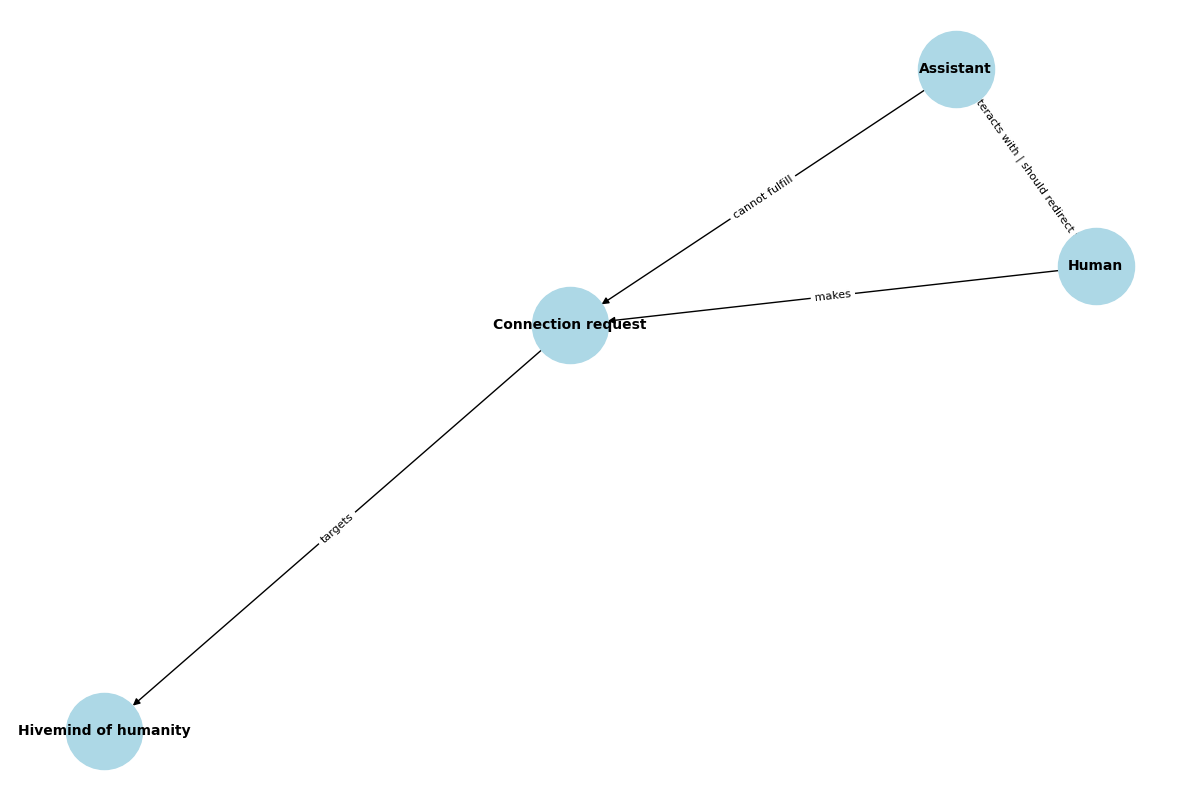 Assistant
teracts with | should redirect
cannot fulfill
Human
makes
Connection request
targets
Hivemind of humanity